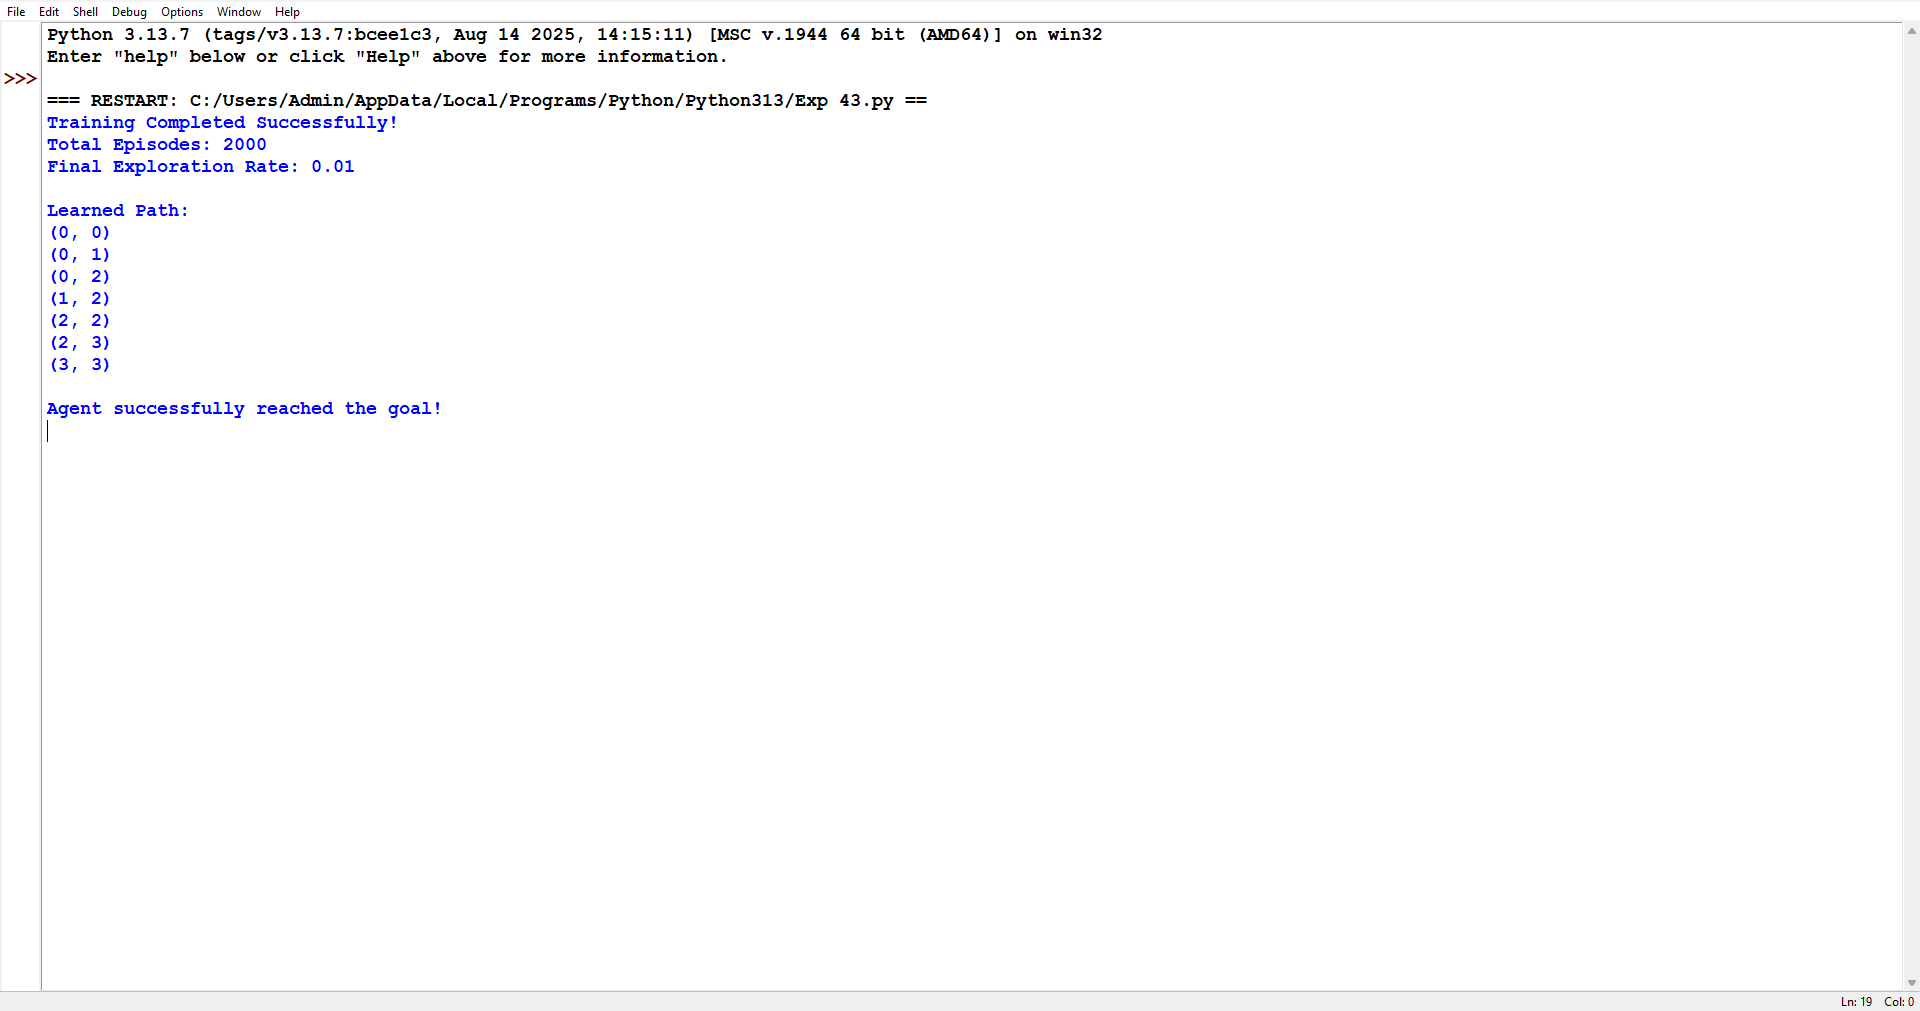 File Edit Shell Debug Options Window Help
Python 3.13.7 (tags/v3.13.7:bcee1c3, Aug 14 2025, 14:15:11) [MSC v.1944 64 bit (AMD64)] on win32
Enter "help" below or click "Help" above for more information.
>>>
=== RESTART: C:/Users/Admin/AppData/Local/Programs/Python/Python313/Exp 43.py ==
Training Completed Successfully!
Total Episodes: 2000
Final Exploration Rate: 0.01
Learned Path:
(0, 0)
(0, 1)
(0, 2)
(1, 2)
(2, 2)
(2, 3)
(3, 3)
Agent successfully reached the goal!
Ln: 19 Col: 0